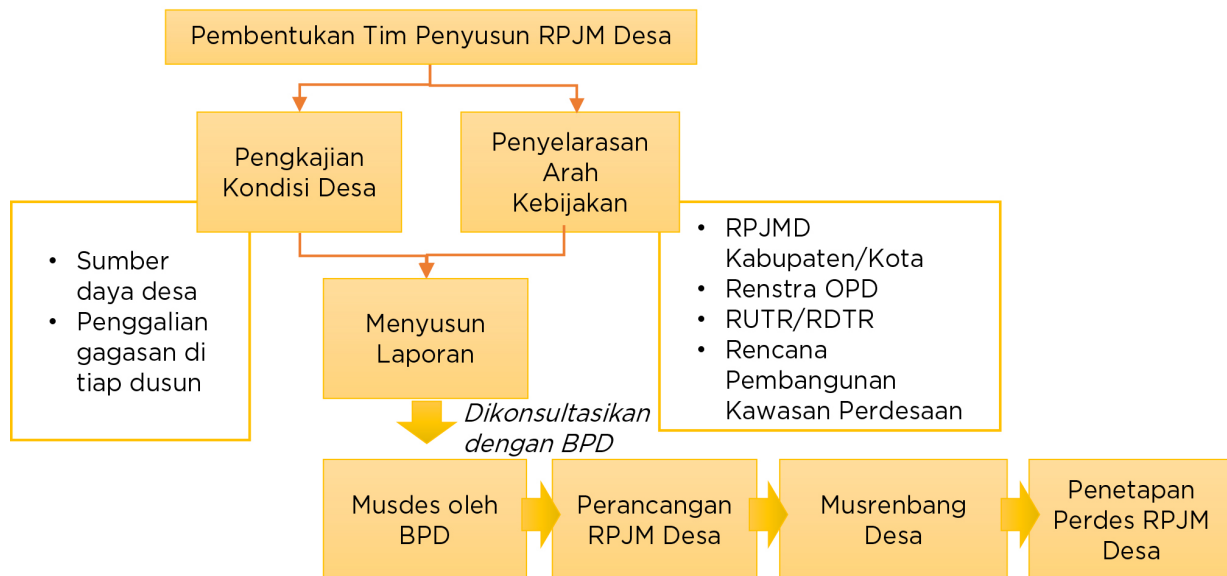 Pembentukan Tim Penyusun RPJM Desa
Pengkajian
Kondisi Desa
Penyelarasan
Arah
Kebijakan
• Sumber
daya desa
• Penggalian
gagasan di
tiap dusun
• RPJMD
Kabupaten/Kota
• Renstra OPD
• RUTR/RDTR
• Rencana
Pembangunan
Kawasan Perdesaan
Menyusun
Laporan
Dikonsultasikan
dengan BPD
Musdes oleh
BPD
Perancangan
RPJM Desa
Musrenbang
Desa
Penetapan
Perdes RPJM
Desa